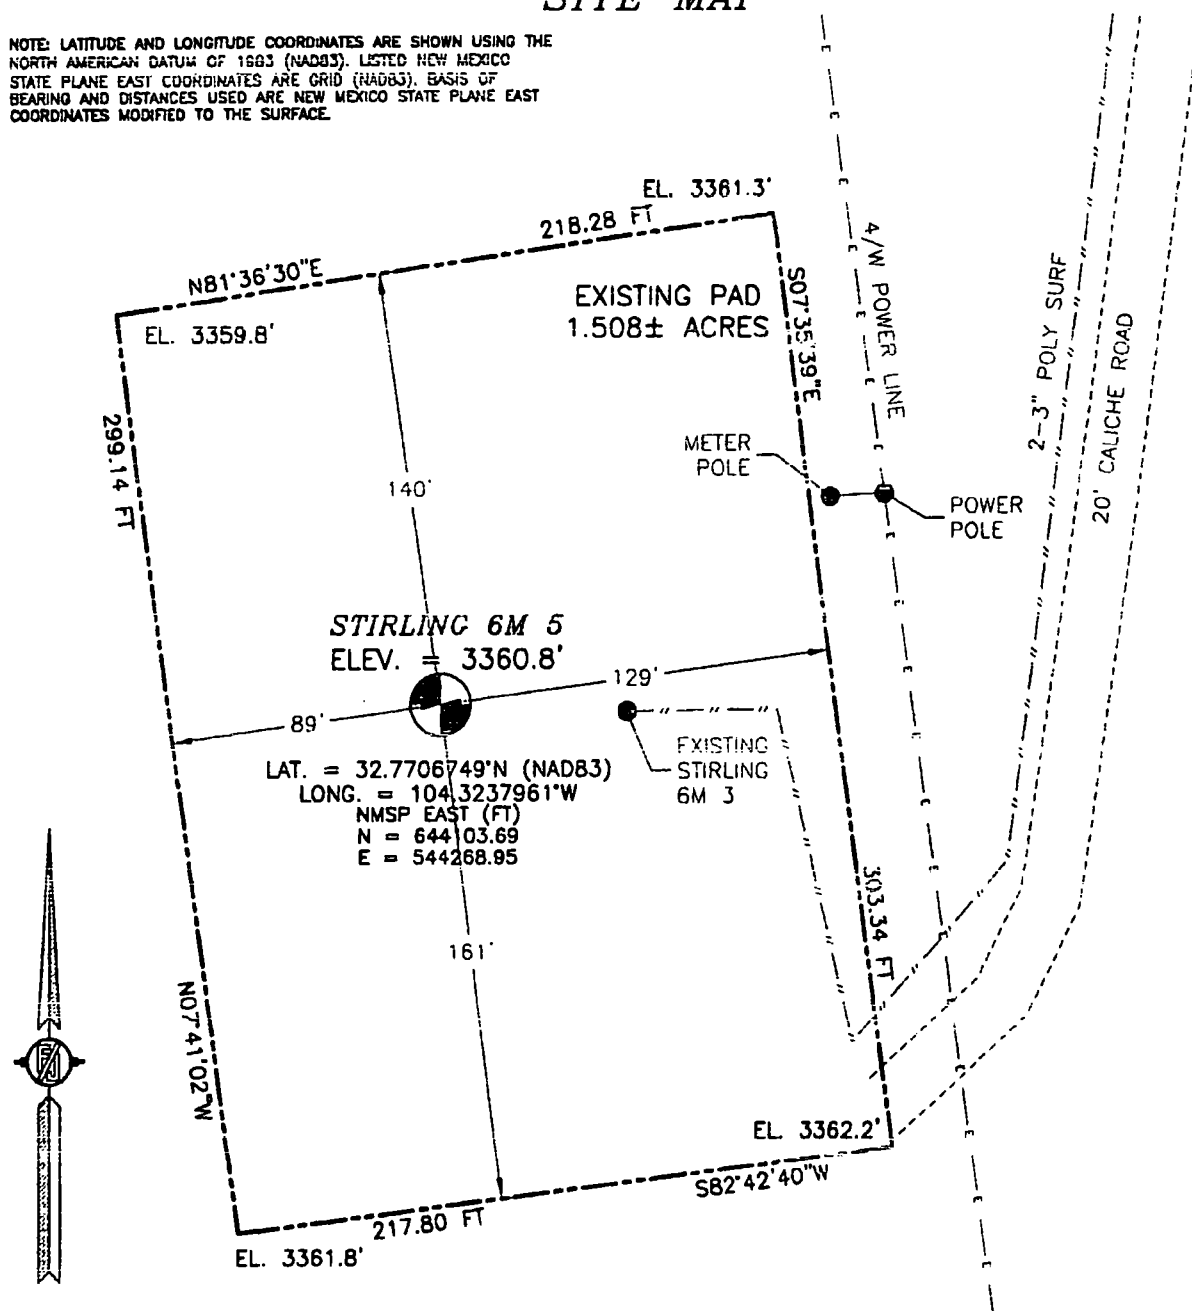 SITE MAP
NOTE: LATITUDE AND LONGITUDE COORDINATES ARE SHOWN USING THE
NORTH AMERICAN DATUM OF 1983 (NAD83). LISTED NEW MEXICO
STATE PLANE EAST COORDINATES ARE GRID (NAD83). BASIS OF
BEARING AND DISTANCES USED ARE NEW MEXICO STATE PLANE EAST
COORDINATES MODIFIED TO THE SURFACE.
EL. 3361.3'
218.28 FT
N81°36'30"E
EL. 3359.8'
EXISTING PAD
1.508± ACRES
S07°35'39"E
4/W POWER LINE
2-3" POLY SURF
20' CALICHE ROAD
299.14 FT
METER
POLE
140'
POWER
POLE
STIRLING 6M 5
ELEV. = 3360.8'
129'
89'
EXISTING
STIRLING
6M 3
LAT. = 32.7706749°N (NAD83)
LONG. = 104.3237961°W
NMSP EAST (FT)
N = 644103.69
E = 544268.95
303.34 FT
161'
N07°41'02"W
EL. 3362.2'
S82°42'40"W
217.80 FT
EL. 3361.8'